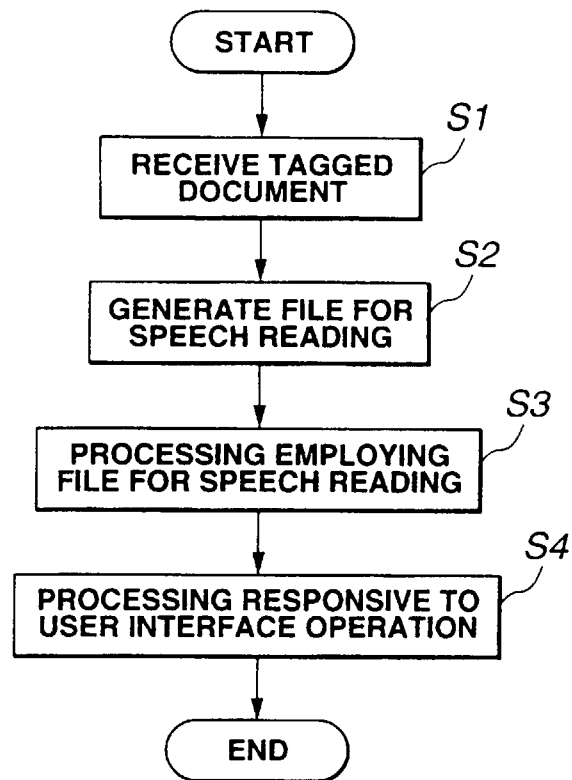 START
S1
RECEIVE TAGGED
DOCUMENT
S2
GENERATE FILE FOR
SPEECH READING
S3
PROCESSING EMPLOYING
FILE FOR SPEECH READING
S4
PROCESSING RESPONSIVE TO
USER INTERFACE OPERATION
END